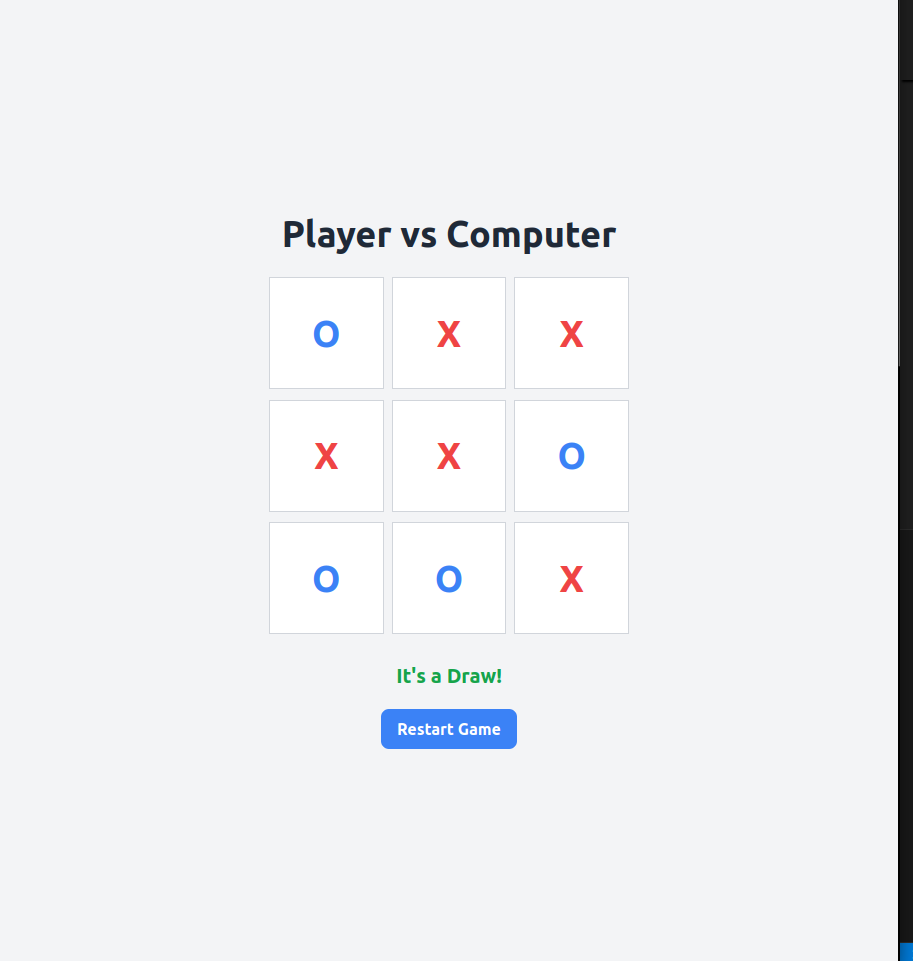 Player vs Computer
O X X
X X O
O O X
It's a Draw!
Restart Game